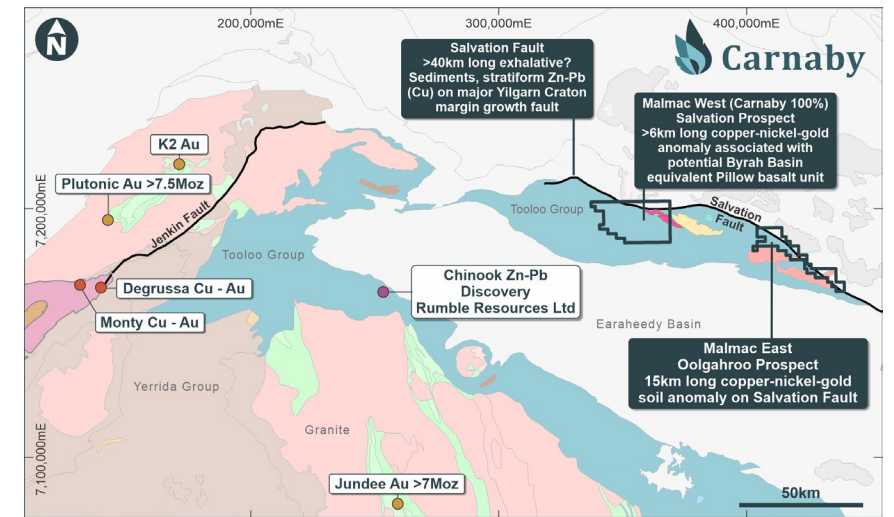 200,000mE
300,000mE
400,000mE
N
Carnaby
Salvation Fault
>40km long exhalative?
Sediments, stratiform Zn-Pb
(Cu) on major Yilgarn Craton
margin growth fault
Malmac West (Carnaby 100%)
Salvation Prospect
>6km long copper-nickel-gold
anomaly associated with
potential Byrah Basin
equivalent Pillow basalt unit
K2 Au
Plutonic Au >7.5Moz
Jenkin Fault
7,200,000mE
Tooloo Group
Salvation
Fault
Tooloo Group
Degrussa Cu - Au
Monty Cu - Au
Chinook Zn-Pb
Discovery
Rumble Resources Ltd
Earaheedy Basin
Malmac East
Oolgahroo Prospect
15km long copper-nickel-gold
soil anomaly on Salvation Fault
Yerrida Group
Granite
7,100,000mE
Jundee Au >7Moz
50km